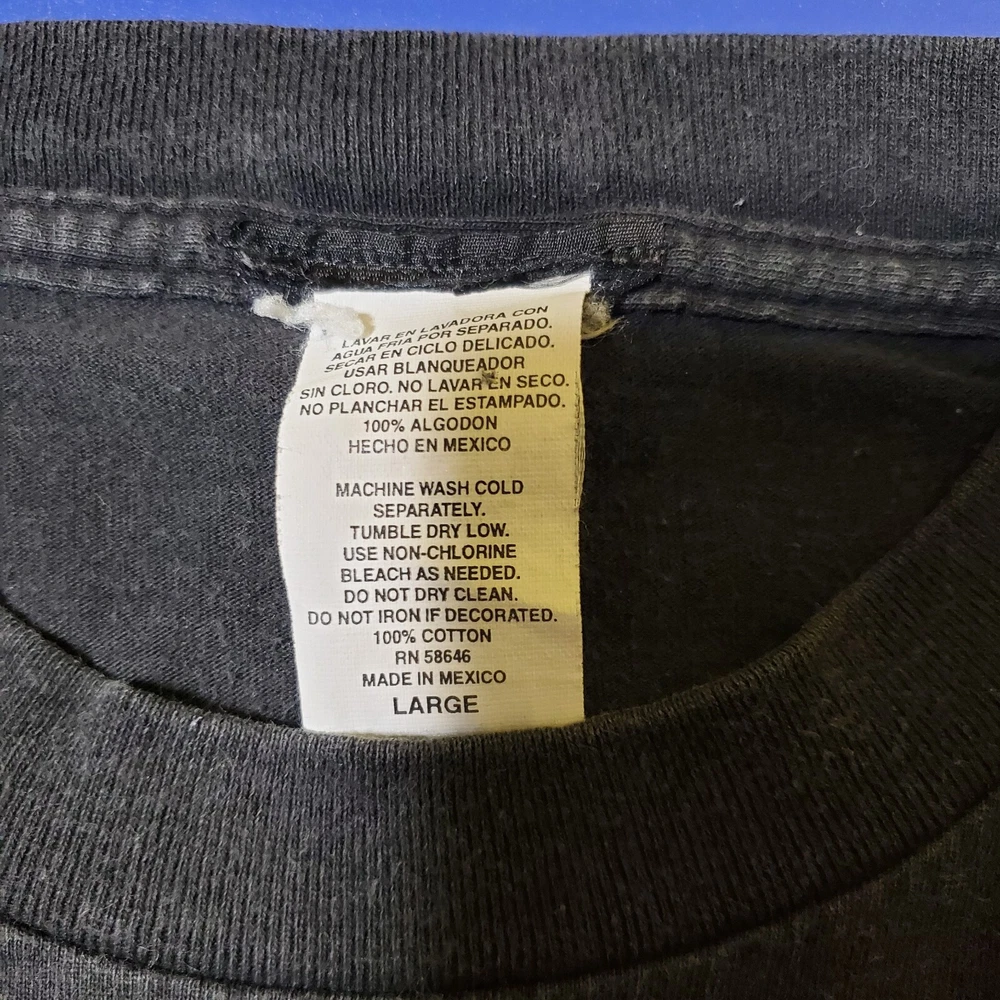 LAVAR EN LAVADORA CON
AGUA FRIA POR SEPARADO.
SECAR EN CICLO DELICADO.
USAR BLANQUEADOR
SIN CLORO. NO LAVAR EN SECO.
NO PLANCHAR EL ESTAMPADO.
100% ALGODON
HECHO EN MEXICO
MACHINE WASH COLD
SEPARATELY.
TUMBLE DRY LOW.
USE NON-CHLORINE
BLEACH AS NEEDED.
DO NOT DRY CLEAN.
DO NOT IRON IF DECORATED.
100% COTTON
RN 58646
MADE IN MEXICO
LARGE